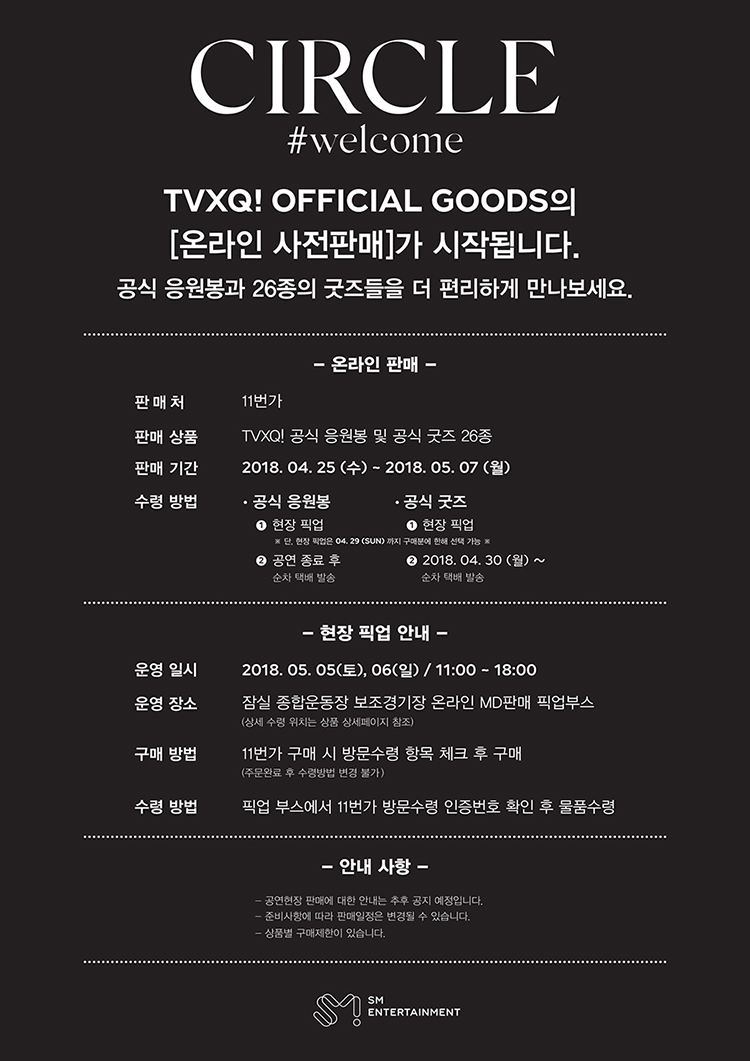 CIRCLE
#welcome
TVXQ! OFFICIAL GOODS의
[온라인 사전판매]가 시작됩니다.
공식 응원봉과 26종의 굿즈들을 더 편리하게 만나보세요.
– 온라인 판매 –
판매처 11번가
판매 상품 TVXQ! 공식 응원봉 및 공식 굿즈 26종
판매 기간 2018. 04. 25 (수) ~ 2018. 05. 07 (월)
수령 방법 · 공식 응원봉 · 공식 굿즈
❶ 현장 픽업 ❶ 현장 픽업
※ 단, 현장 픽업은 04. 29 (SUN) 까지 구매분에 한해 선택 가능 ※
❷ 공연 종료 후 ❷ 2018. 04. 30 (월) ~
순차 택배 발송 순차 택배 발송
– 현장 픽업 안내 –
운영 일시 2018. 05. 05(토), 06(일) / 11:00 ~ 18:00
운영 장소 잠실 종합운동장 보조경기장 온라인 MD판매 픽업부스
(상세 수령 위치는 상품 상세페이지 참조)
구매 방법 11번가 구매 시 방문수령 항목 체크 후 구매
(주문완료 후 수령방법 변경 불가)
수령 방법 픽업 부스에서 11번가 방문수령 인증번호 확인 후 물품수령
– 안내 사항 –
– 공연현장 판매에 대한 안내는 추후 공지 예정입니다.
– 준비사항에 따라 판매일정은 변경될 수 있습니다.
– 상품별 구매제한이 있습니다.
SM
ENTERTAINMENT